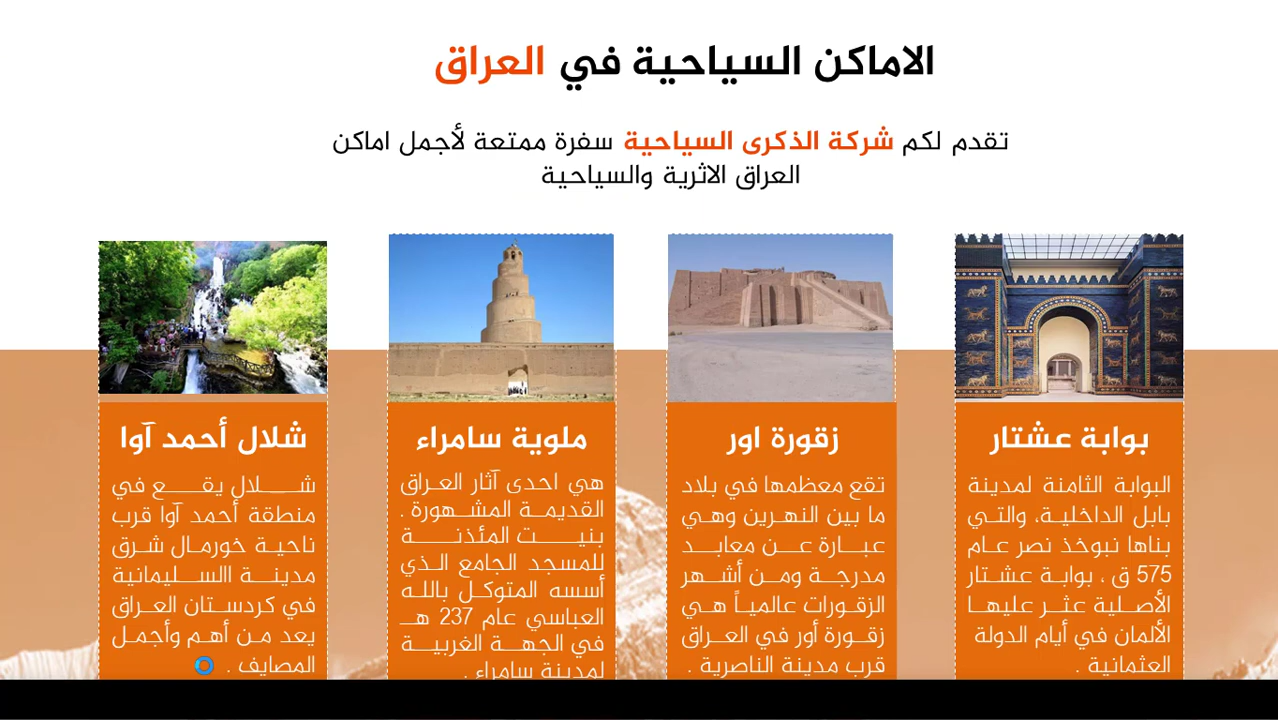 الاماكن السياحية في العراق
تقدم لكم شركة الذكرى السياحية سفرة ممتعة لأجمل اماكن
العراق الاثرية والسياحية
بوابة عشتار
البوابة الثامنة لمدينة
بابل الداخلية، والتي
بناها نبوخذ نصر عام
575 ق ، بوابة عشتار
الأصلية عثر عليها
الألمان في أيام الدولة
العثمانية .
زقورة اور
تقع معظمها في بلاد
ما بين النهرين وهي
عبارة عن معابد
مدرجة ومن أشهر
الزقورات عالمياً هي
زقورة أور في العراق
قرب مدينة الناصرية .
ملوية سامراء
هي احدى آثار العراق
القديمة المشهورة .
بنيت المئذنة
للمسجد الجامع الذي
أسسه المتوكل بالله
العباسي عام 237 هـ
في الجهة الغربية
لمدينة سامراء .
شلال أحمد آوا
شلال يقع في
منطقة أحمد آوا قرب
ناحية خورمال شرق
مدينة االسليمانية
في كردستان العراق
يعد من أهم وأجمل
المصايف .